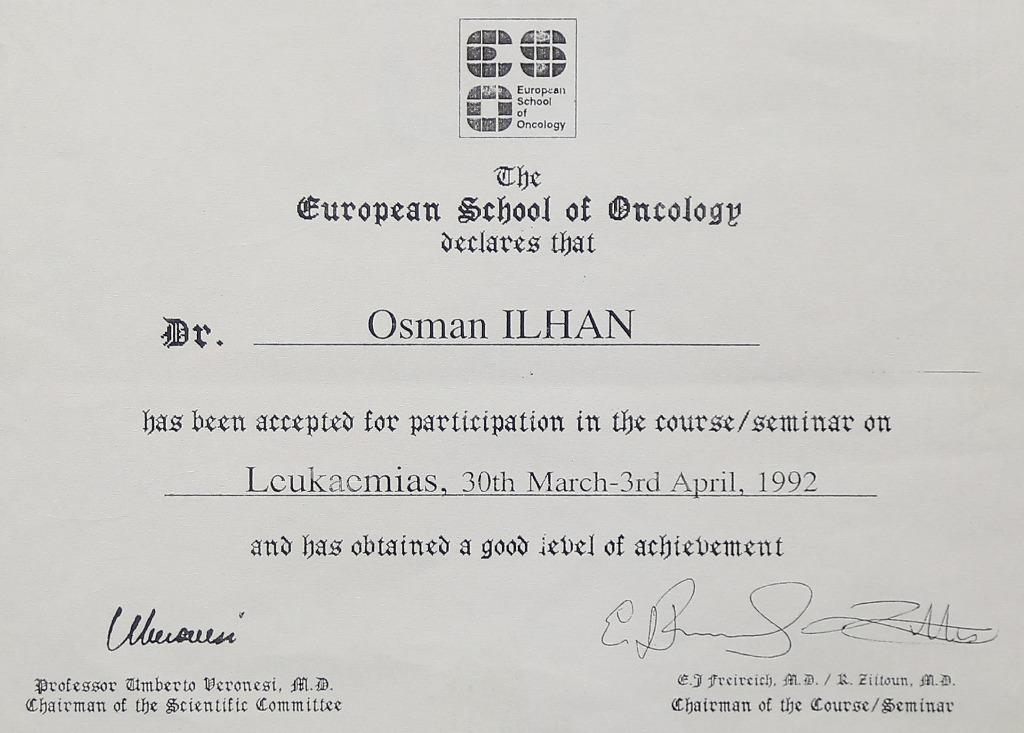 ESO
European
School
of
Oncology
The
European School of Oncology
declares that
Dr. Osman ILHAN
has been accepted for participation in the course/seminar on
Leukaemias, 30th March-3rd April, 1992
and has obtained a good level of achievement
Veronesi
Professor Umberto Veronesi, M.D.
Chairman of the Scientific Committee
E.J Freireich, M.D. / R. Zittoun, M.D.
Chairman of the Course/Seminar